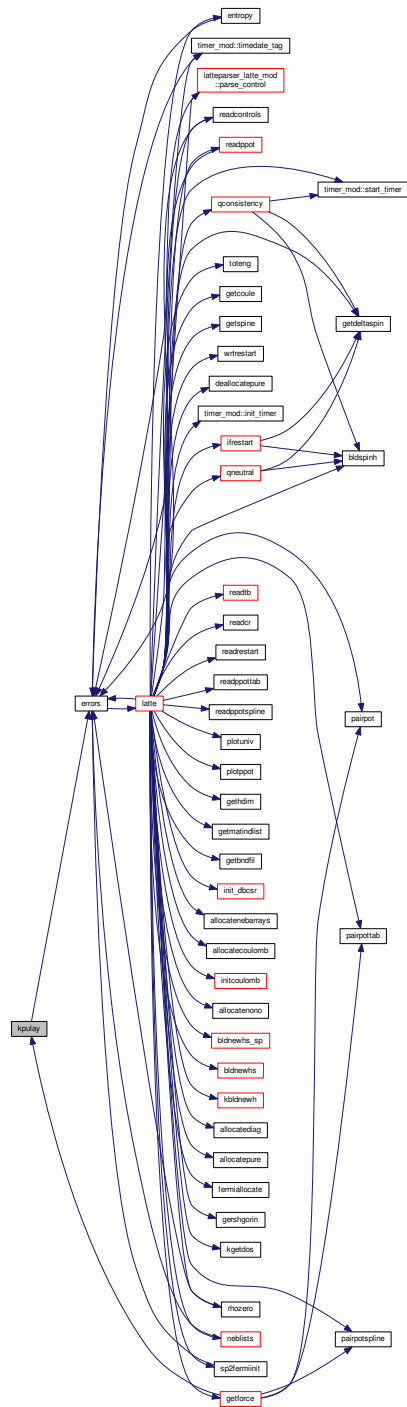 entropy
timer_mod::timedate_tag
latteparser_latte_mod
::parse_control
readcontrols
readppot
timer_mod::start_timer
qconsistency
toteng
getcoule
getdeltaspin
getspine
wrtrestart
deallocatepure
timer_mod::init_timer
ifrestart
bldspinh
qneutral
readtb
readcr
readrestart
readppottab
errors
latte
readppotspline
pairpot
plotuniv
plotppot
gethdim
getmatindlist
getbndfil
init_dbcsr
allocatenebarrays
pairpottab
allocatecoulomb
initcoulomb
allocatenono
kpulay
bldnewhs_sp
bldnewhs
kbldnewh
allocatediag
allocatepure
fermiallocate
gershgorin
kgetdos
rhozero
neblists
pairpotspline
sp2fermiinit
getforce